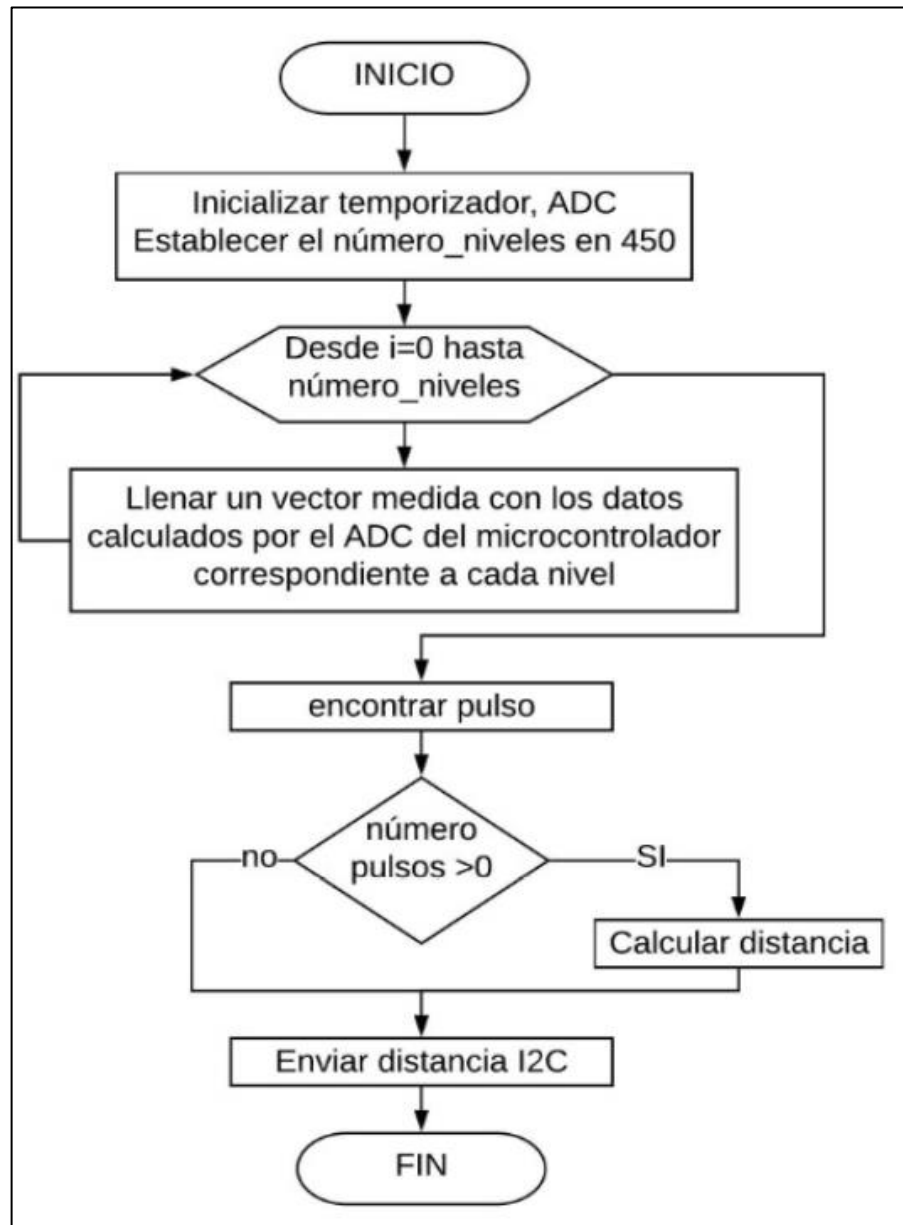 INICIO
Inicializar temporizador, ADC
Establecer el número_niveles en 450
Desde i=0 hasta
número_niveles
Llenar un vector medida con los datos
calculados por el ADC del microcontrolador
correspondiente a cada nivel
encontrar pulso
número
pulsos >0
no
SI
Calcular distancia
Enviar distancia I2C
FIN